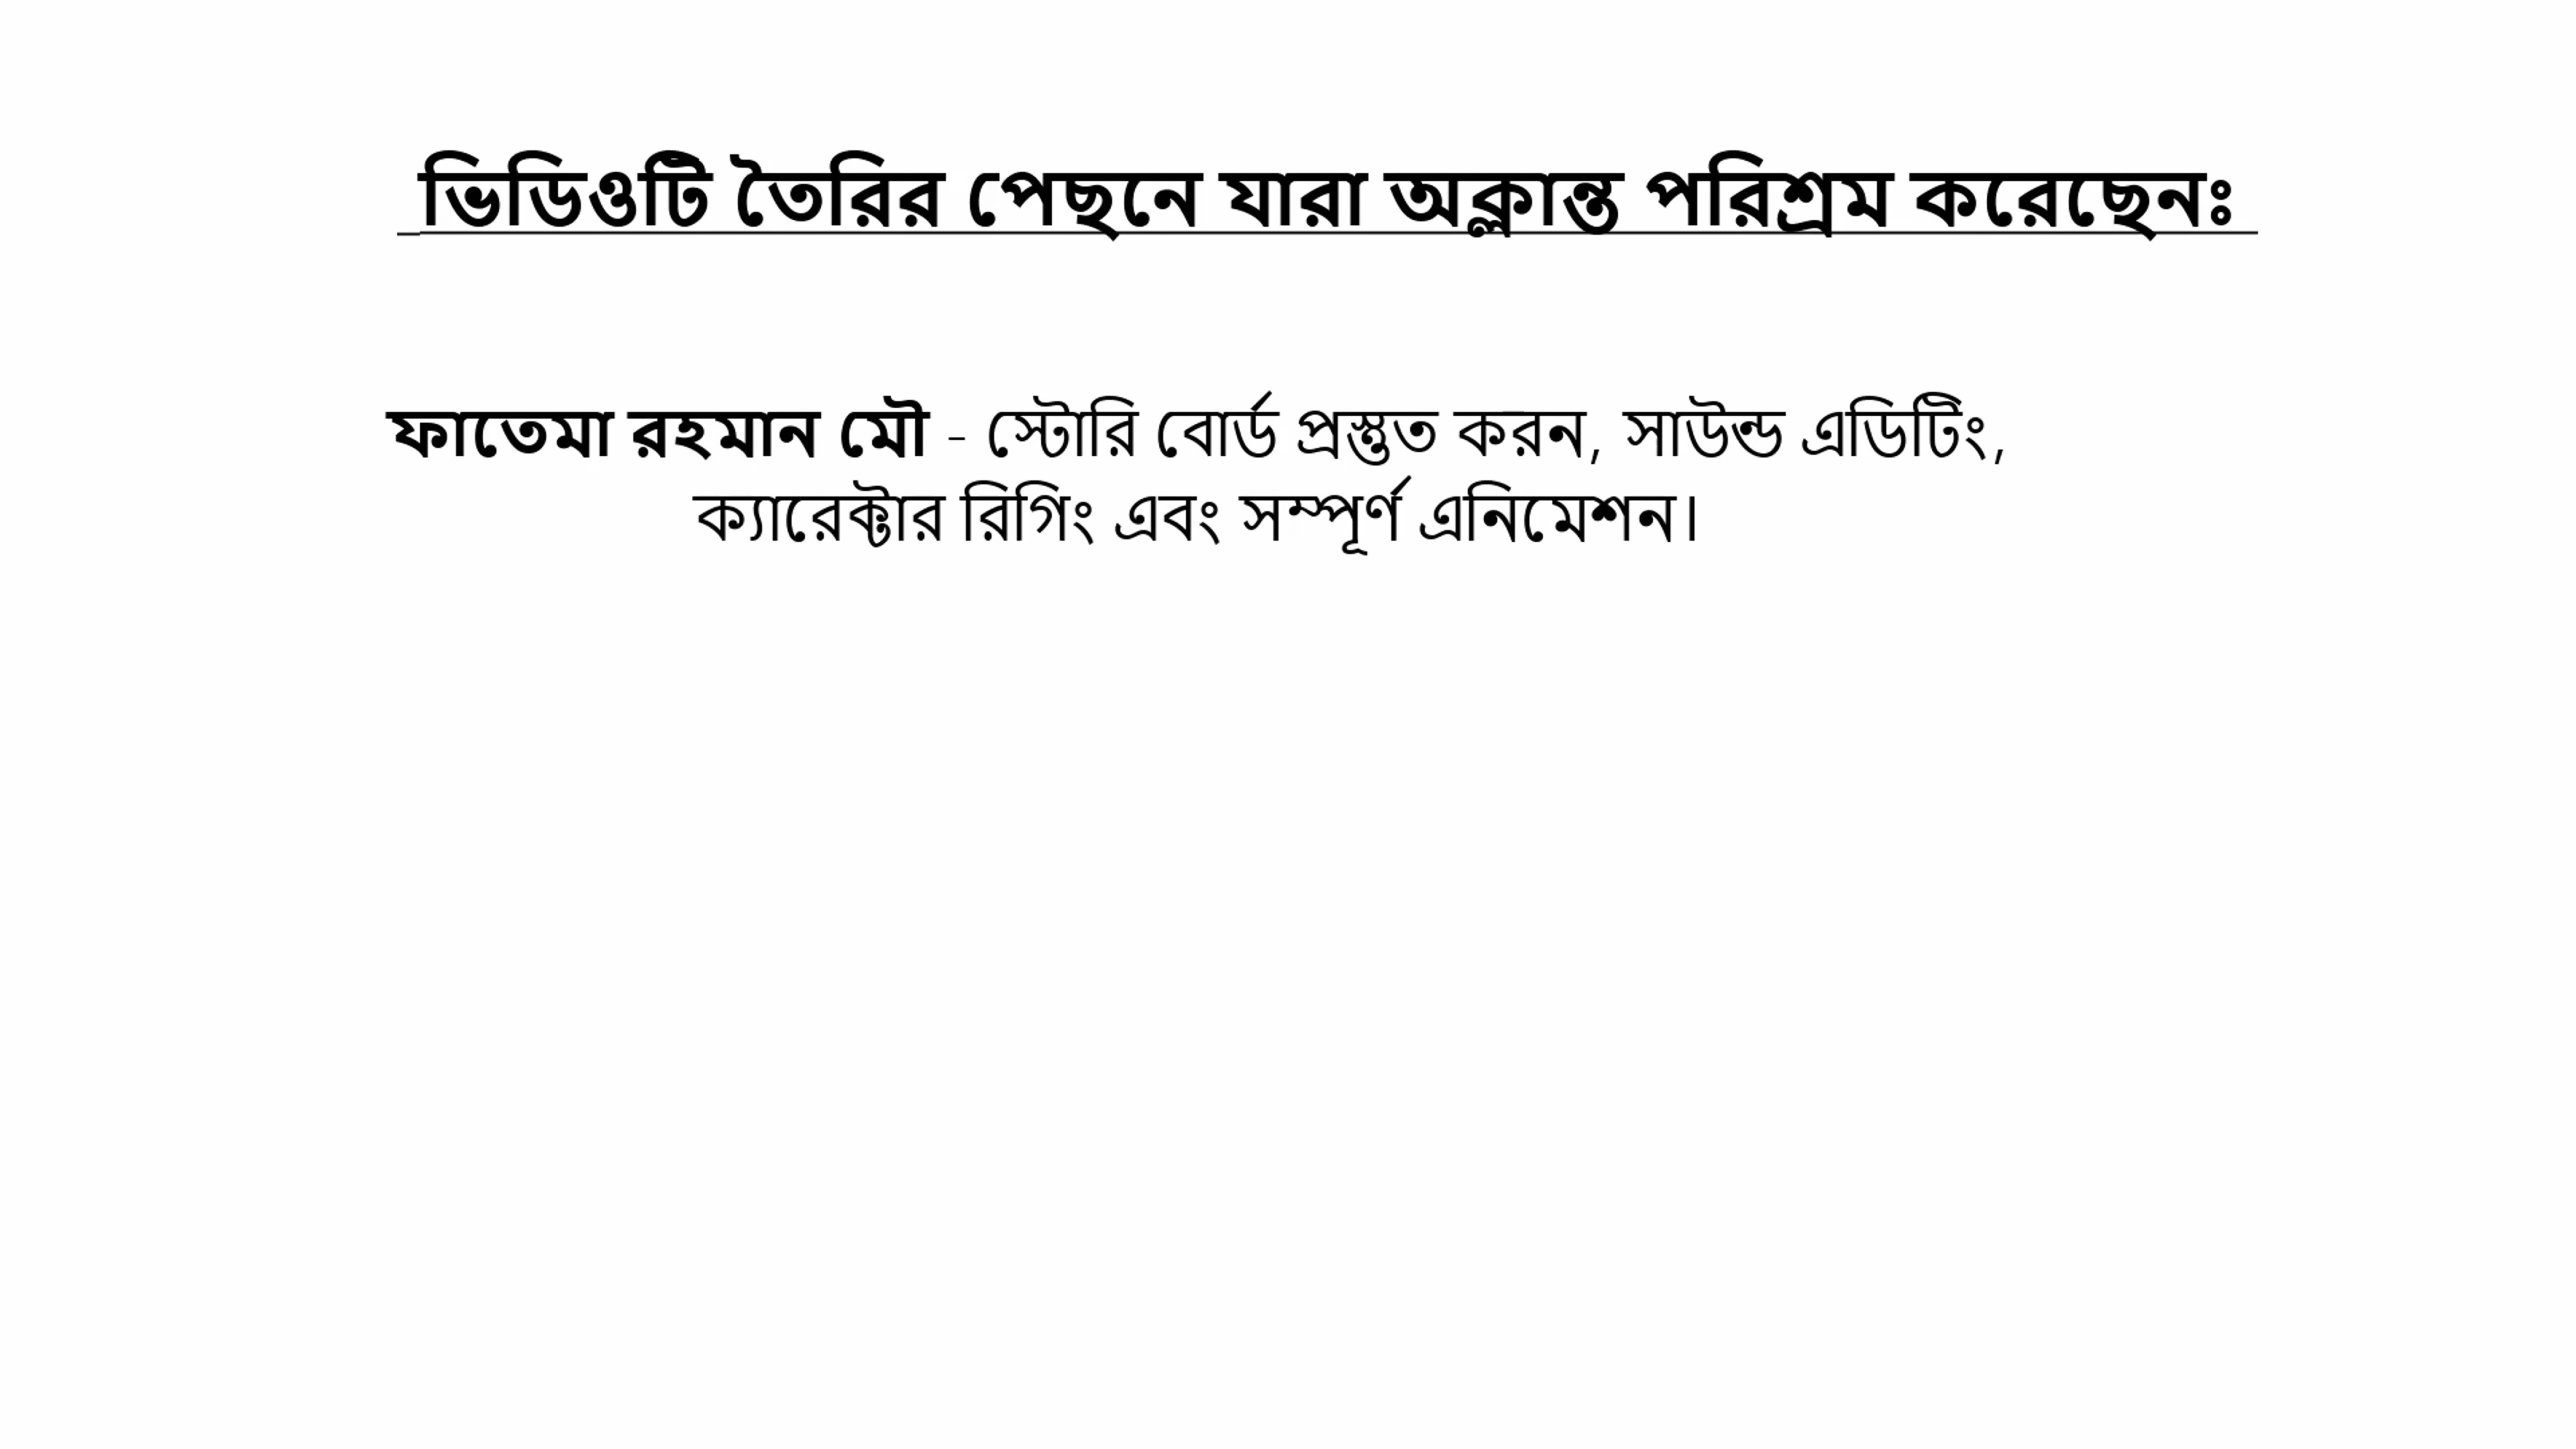 ভিডিওটি তৈরির পেছনে যারা অক্লান্ত পরিশ্রম করেছেনঃ
ফাতেমা রহমান মৌ - স্টোরি বোর্ড প্রস্তুত করন, সাউন্ড এডিটিং,
ক্যারেক্টার রিগিং এবং সম্পূর্ণ এনিমেশন।